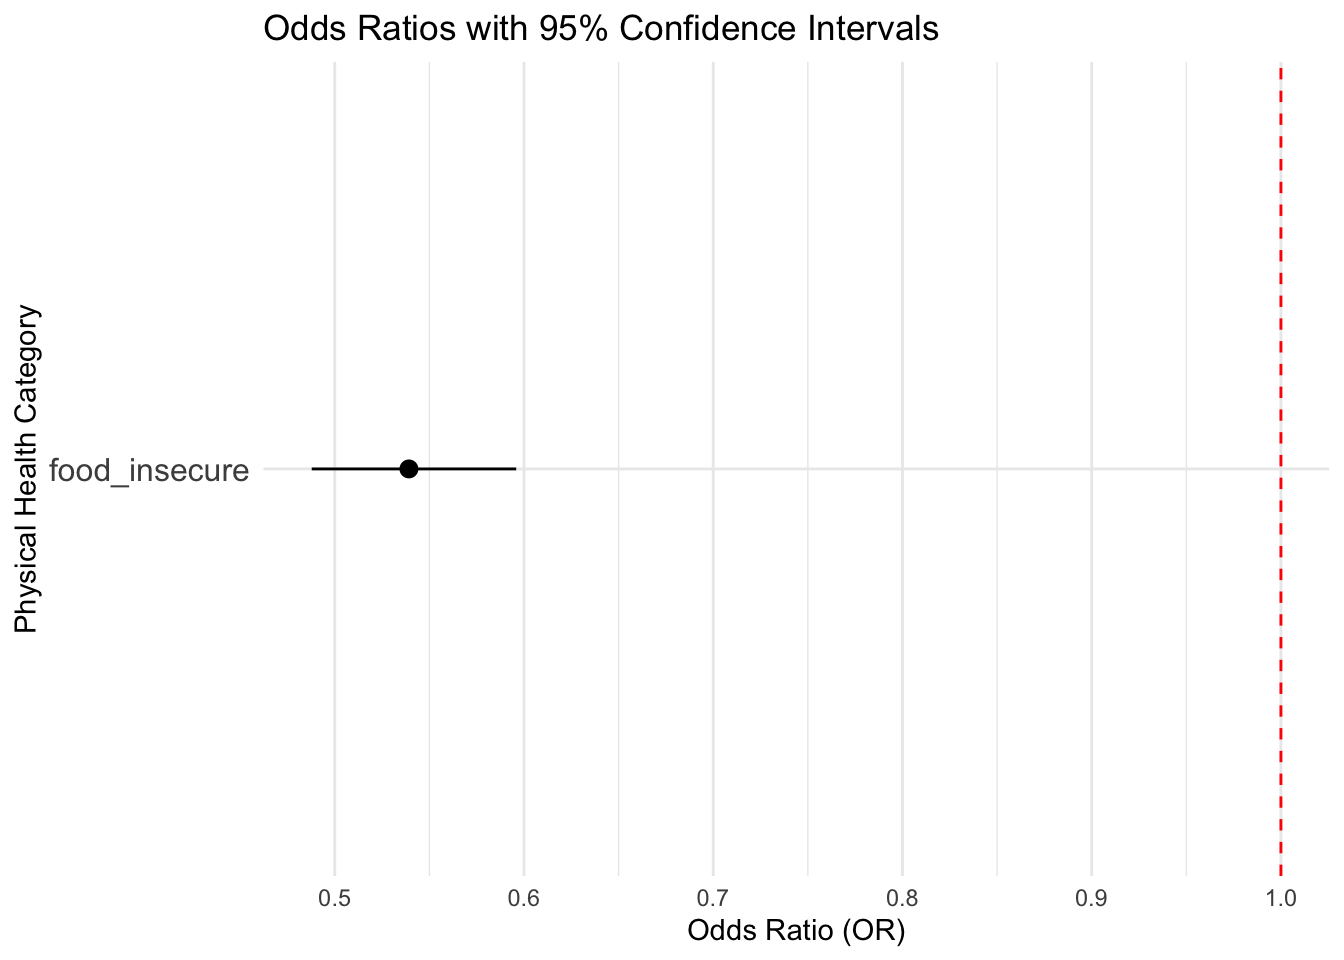 Odds Ratios with 95% Confidence Intervals
Physical Health Category
food_insecure
0.5 0.6 0.7 0.8 0.9 1.0
Odds Ratio (OR)